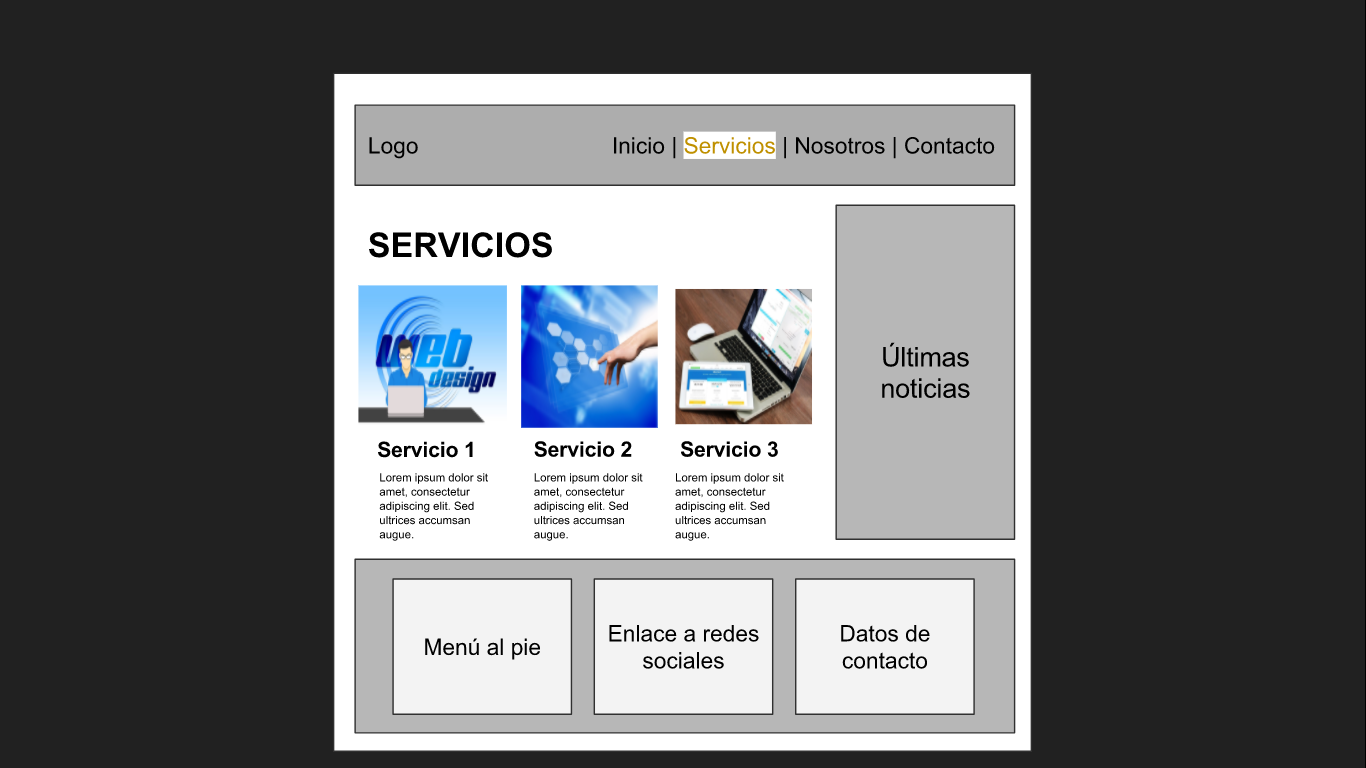 Logo
Inicio | Servicios | Nosotros | Contacto
SERVICIOS
web
design
Servicio 1
Lorem ipsum dolor sit
amet, consectetur
adipiscing elit. Sed
ultrices accumsan
augue.
Servicio 2
Lorem ipsum dolor sit
amet, consectetur
adipiscing elit. Sed
ultrices accumsan
augue.
Servicio 3
Lorem ipsum dolor sit
amet, consectetur
adipiscing elit. Sed
ultrices accumsan
augue.
Últimas
noticias
Menú al pie
Enlace a redes
sociales
Datos de
contacto